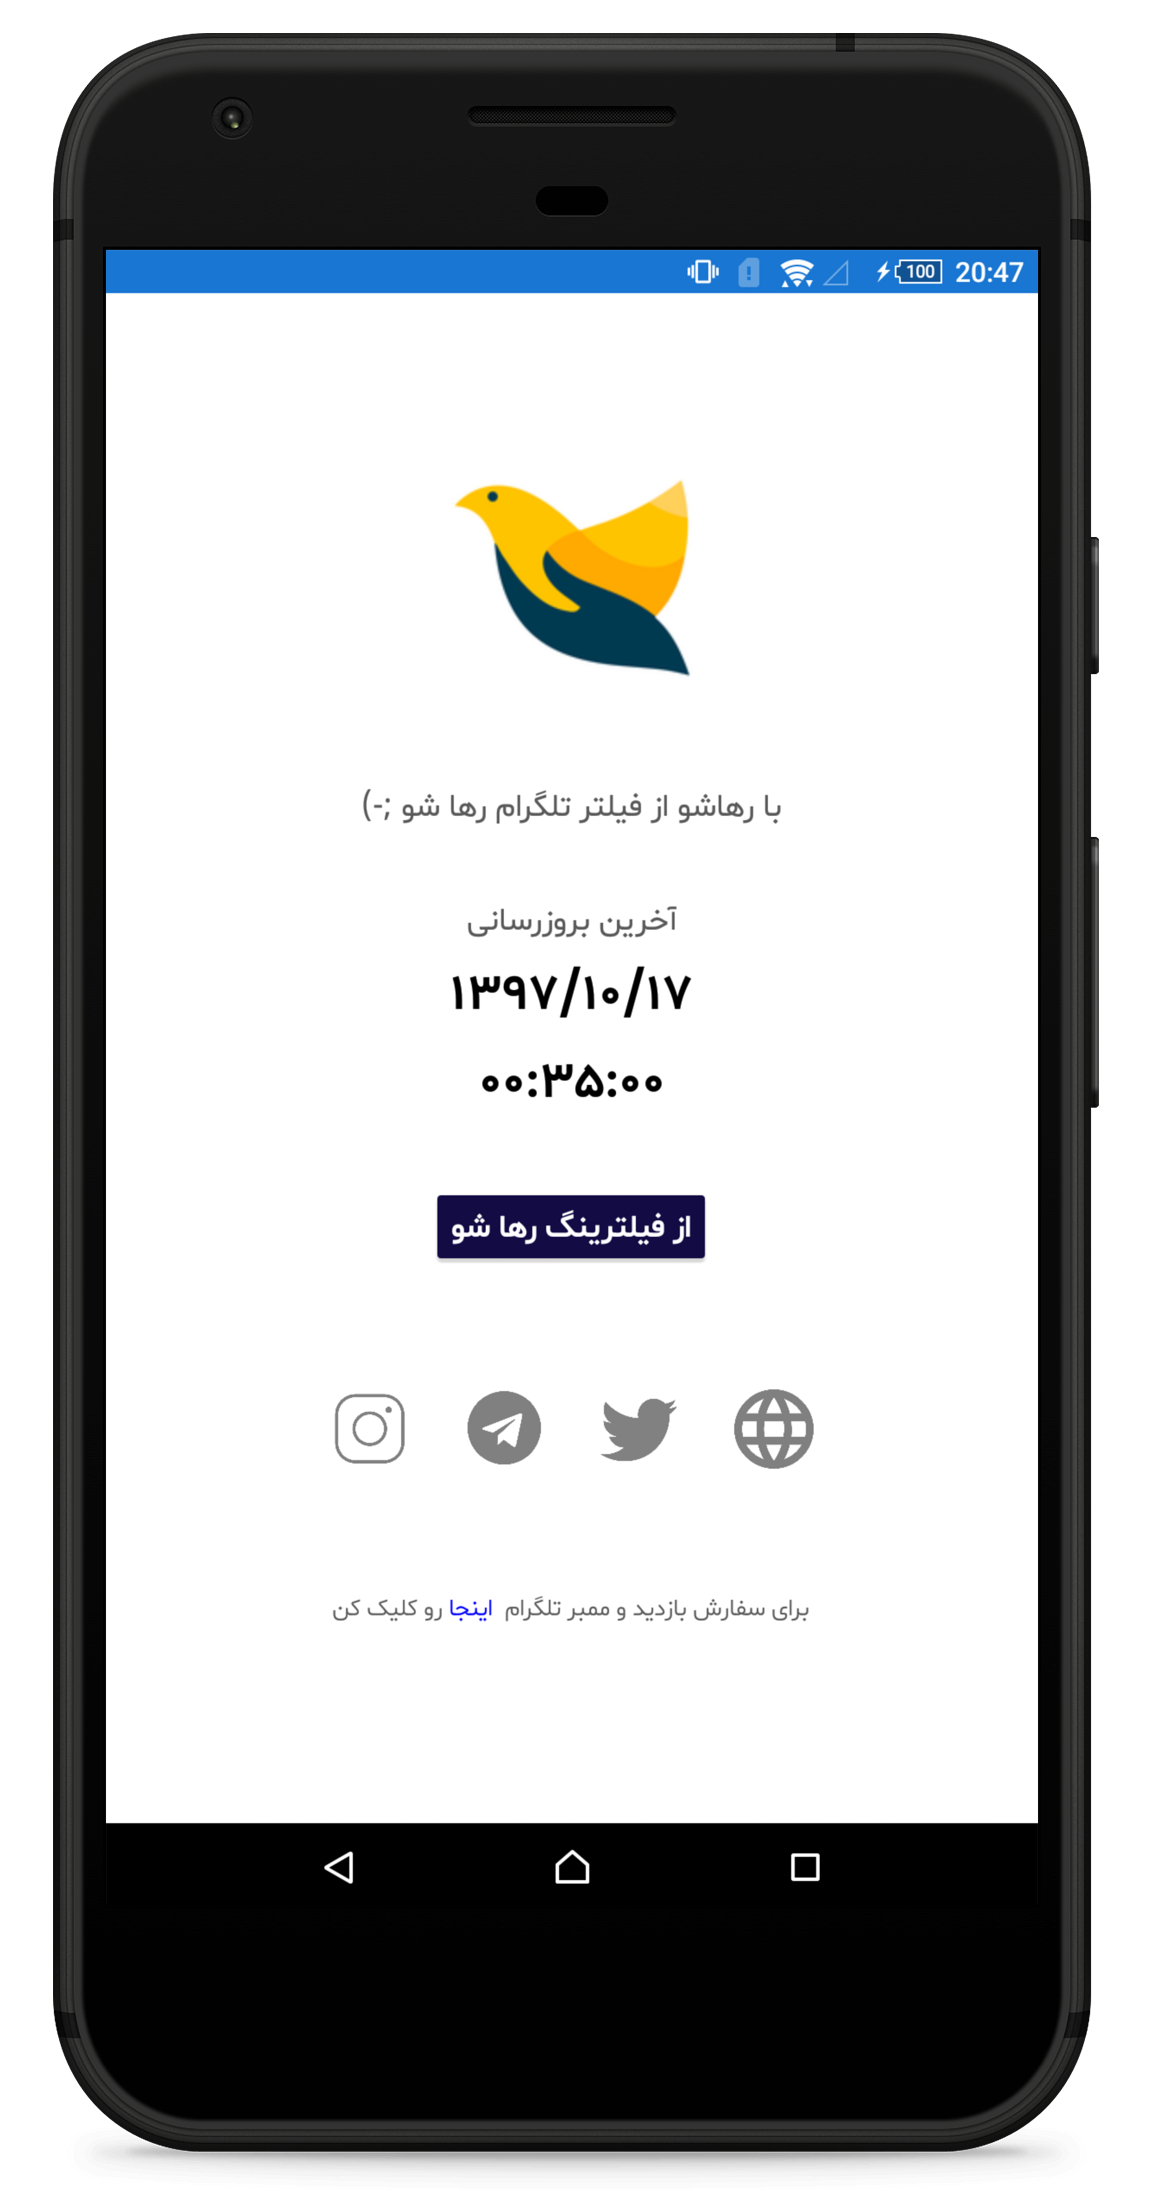 100 20:47
با رهاشو از فیلتر تلگرام رها شو ;-)
آخرین بروزرسانی
۱۳۹۷/۱۰/۱۷
۰۰:۳۵:۰۰
از فیلترینگ رها شو
برای سفارش بازدید و ممبر تلگرام اینجا رو کلیک کن